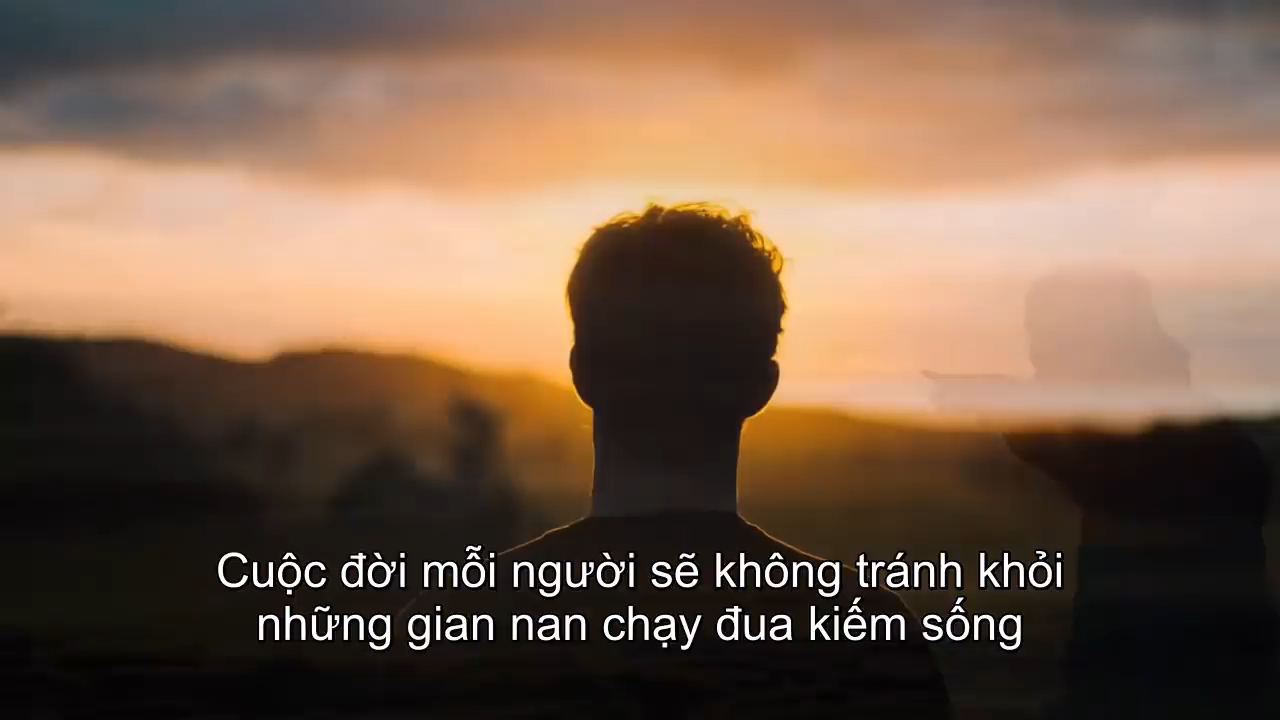 Cuộc đời mỗi người sẽ không tránh khỏi
những gian nan chạy đua kiếm sống